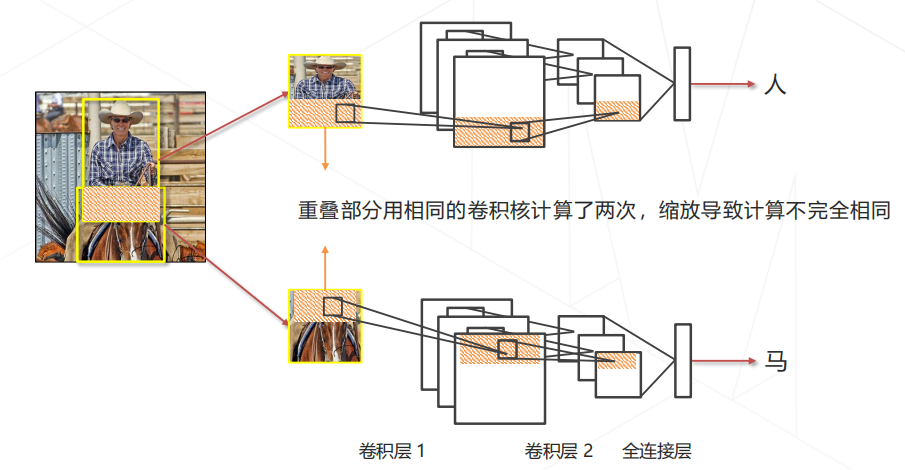 人
重叠部分用相同的卷积核计算了两次，缩放导致计算不完全相同
马
卷积层 1
卷积层 2
全连接层